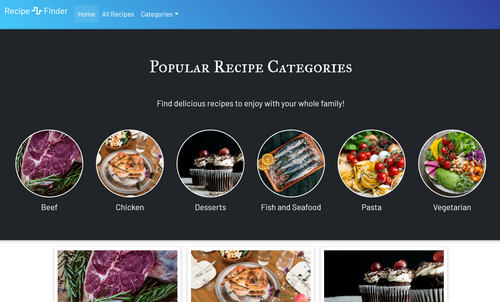 Recipe Finder
Home
All Recipes
Categories
Popular Recipe Categories
Find delicious recipes to enjoy with your whole family!
Beef
Chicken
Desserts
Fish and Seafood
Pasta
Vegetarian